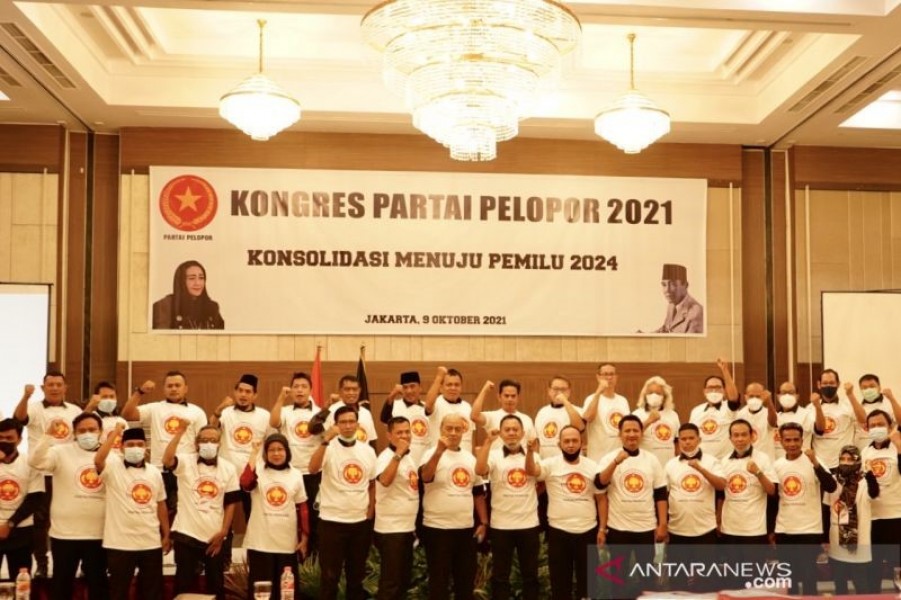 KONGRES PARTAI PELOPOR 2021
PARTAI PELOPOR
KONSOLIDASI MENUJU PEMILU 2024
JAKARTA, 9 OKTOBER 2021
ANTARANEWS
.com